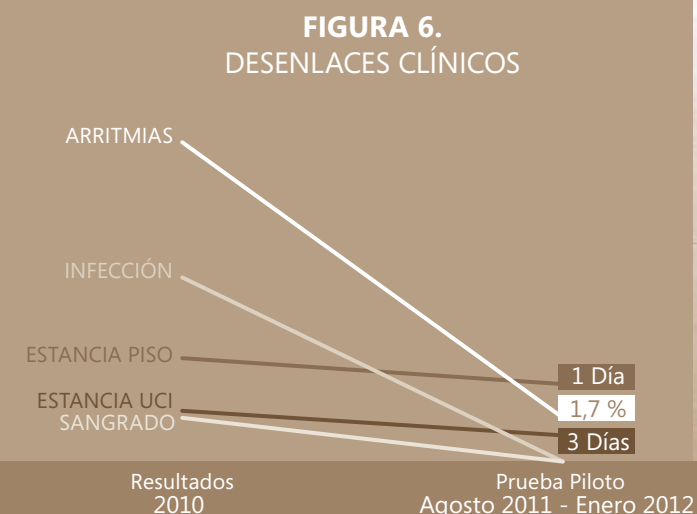 FIGURA 6.
DESENLACES CLÍNICOS
ARRITMIAS
INFECCIÓN
ESTANCIA PISO
ESTANCIA UCI
SANGRADO
1 Día
1,7 %
3 Días
Resultados
2010
Prueba Piloto
Agosto 2011 - Enero 2012